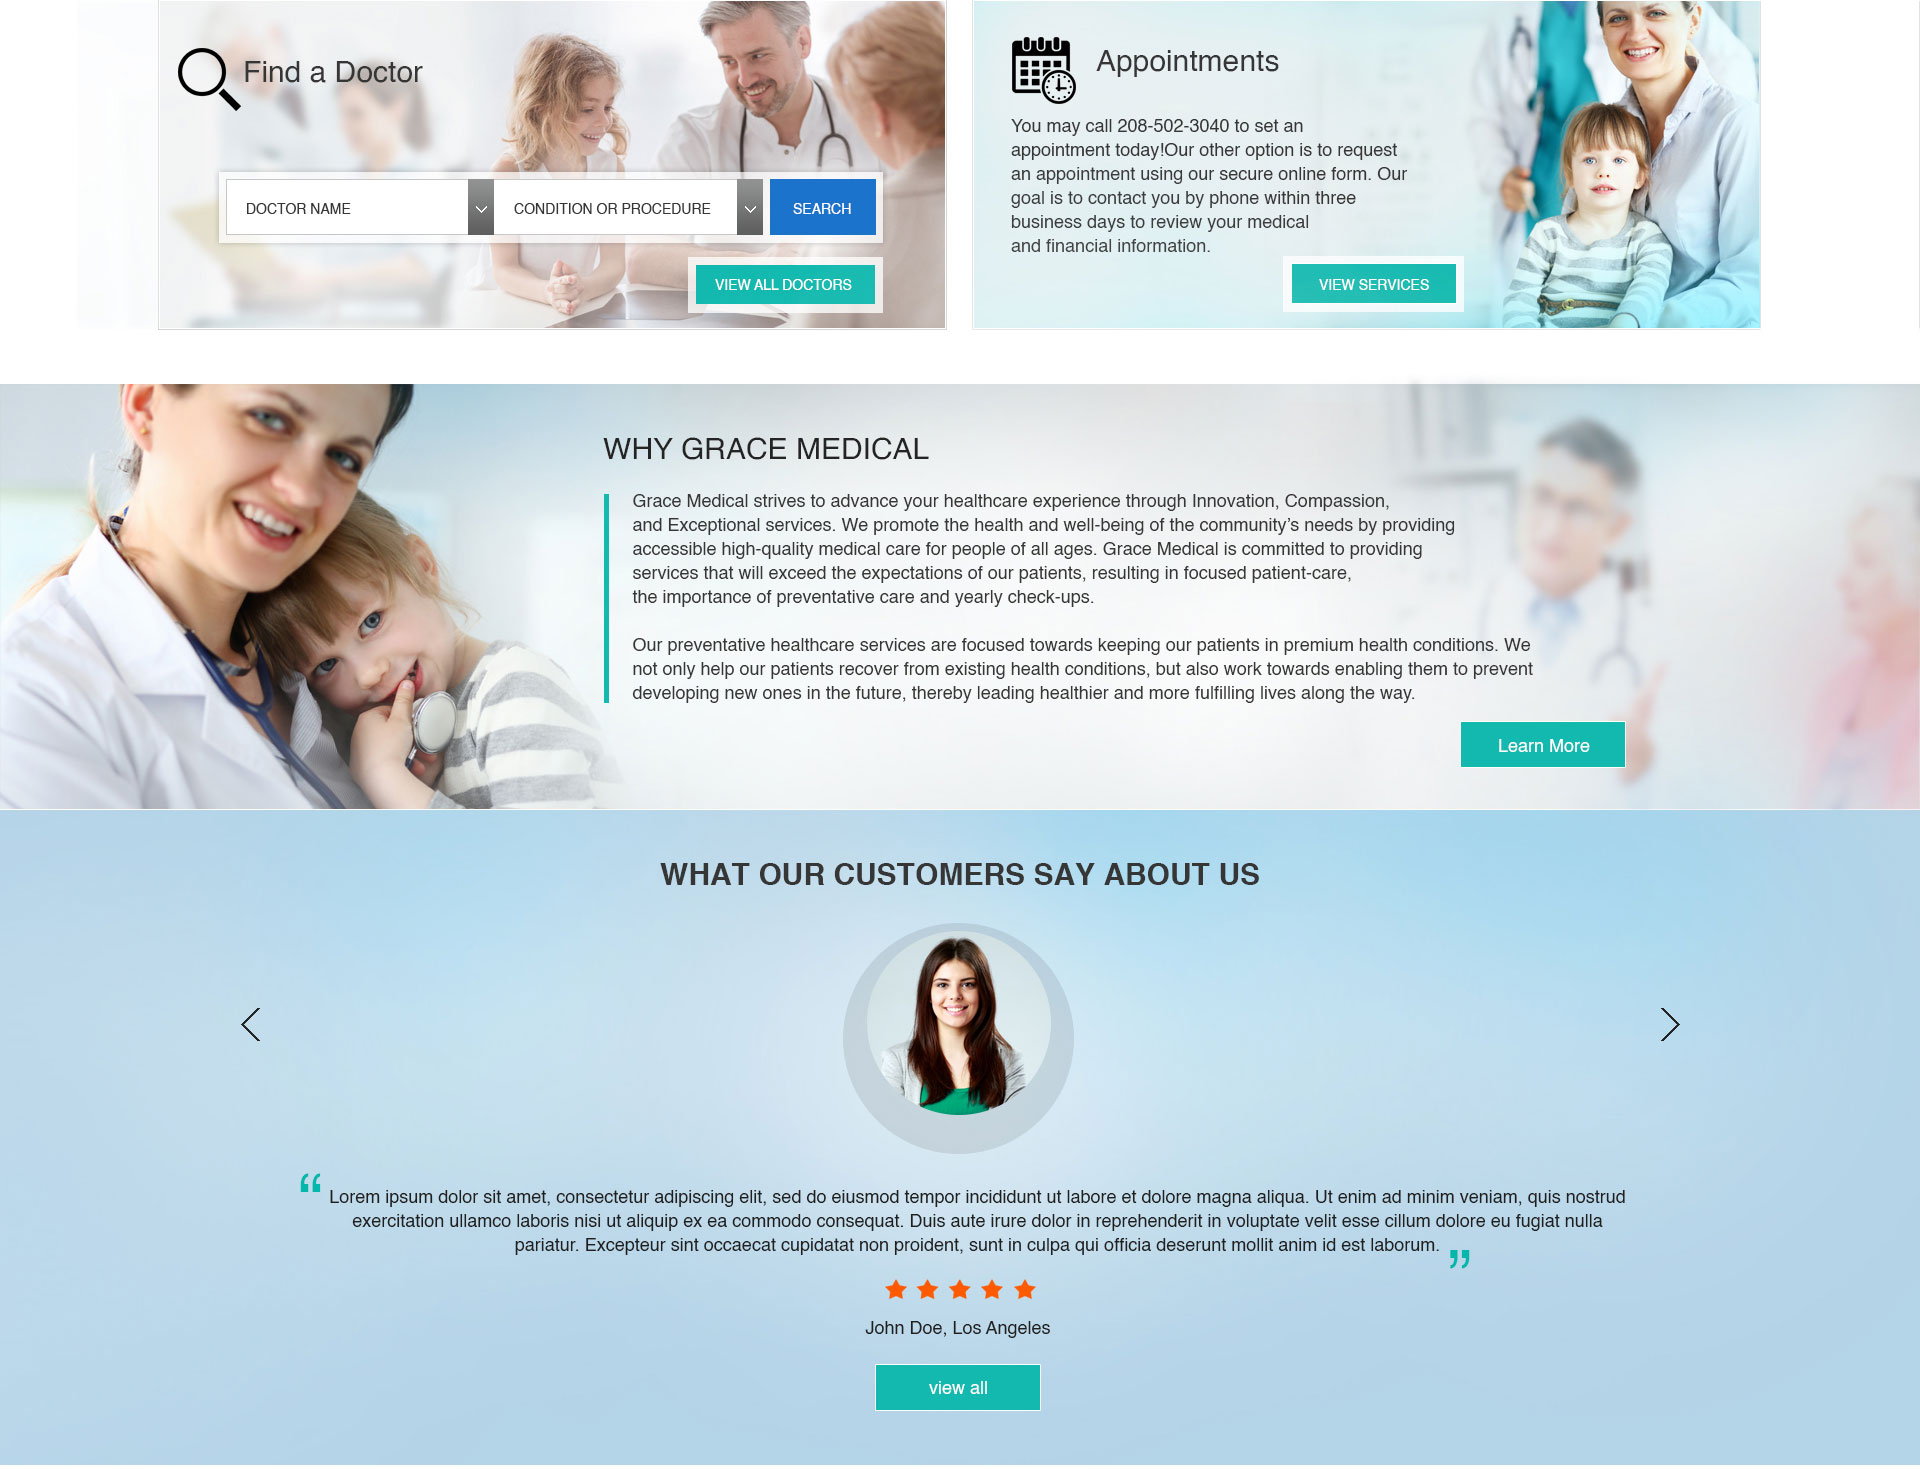 Find a Doctor
DOCTOR NAME
CONDITION OR PROCEDURE
SEARCH
VIEW ALL DOCTORS
Appointments
You may call 208-502-3040 to set an
appointment today!Our other option is to request
an appointment using our secure online form. Our
goal is to contact you by phone within three
business days to review your medical
and financial information.
VIEW SERVICES
WHY GRACE MEDICAL
Grace Medical strives to advance your healthcare experience through Innovation, Compassion,
and Exceptional services. We promote the health and well-being of the community’s needs by providing
accessible high-quality medical care for people of all ages. Grace Medical is committed to providing
services that will exceed the expectations of our patients, resulting in focused patient-care,
the importance of preventative care and yearly check-ups.
Our preventative healthcare services are focused towards keeping our patients in premium health conditions. We
not only help our patients recover from existing health conditions, but also work towards enabling them to prevent
developing new ones in the future, thereby leading healthier and more fulfilling lives along the way.
Learn More
WHAT OUR CUSTOMERS SAY ABOUT US
“ Lorem ipsum dolor sit amet, consectetur adipiscing elit, sed do eiusmod tempor incididunt ut labore et dolore magna aliqua. Ut enim ad minim veniam, quis nostrud
exercitation ullamco laboris nisi ut aliquip ex ea commodo consequat. Duis aute irure dolor in reprehenderit in voluptate velit esse cillum dolore eu fugiat nulla
pariatur. Excepteur sint occaecat cupidatat non proident, sunt in culpa qui officia deserunt mollit anim id est laborum. ”
John Doe, Los Angeles
view all